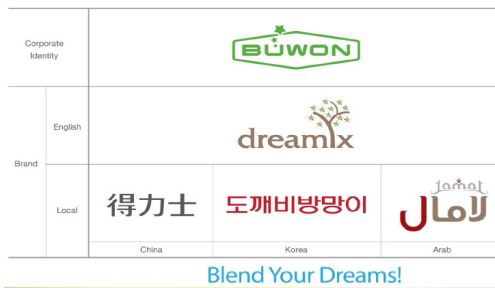 Corporate
Identity
BUWON
Brand
English
dreamix
Local
得力士
도깨비방망이
lamal
لامال
China
Korea
Arab
Blend Your Dreams!